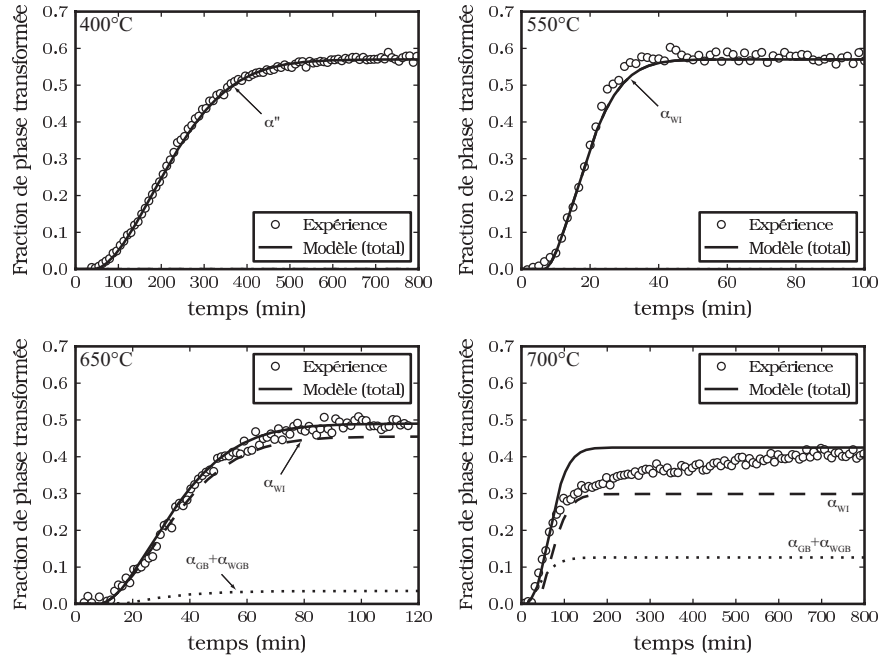 400°C
Fraction de phase transformée
0.7
0.6
0.5
0.4
0.3
0.2
0.1
0.0
α"
Expérience
Modèle (total)
0 100 200 300 400 500 600 700 800
temps (min)
550°C
Fraction de phase transformée
0.7
0.6
0.5
0.4
0.3
0.2
0.1
0.0
αWI
Expérience
Modèle (total)
0 20 40 60 80 100
temps (min)
650°C
Fraction de phase transformée
0.7
0.6
0.5
0.4
0.3
0.2
0.1
0.0
Expérience
Modèle (total)
αWI
αGB+αWGB
0 20 40 60 80 100 120
temps (min)
700°C
Fraction de phase transformée
0.7
0.6
0.5
0.4
0.3
0.2
0.1
0.0
Expérience
Modèle (total)
αWI
αGB+αWGB
0 100 200 300 400 500 600 700 800
temps (min)